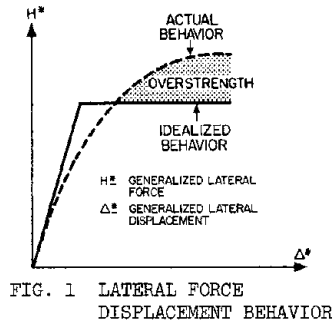 H*
ACTUAL
BEHAVIOR
OVERSTRENGTH
IDEALIZED
BEHAVIOR
H* GENERALIZED LATERAL
FORCE
Δ* GENERALIZED LATERAL
DISPLACEMENT
Δ*
FIG. 1 LATERAL FORCE
DISPLACEMENT BEHAVIOR